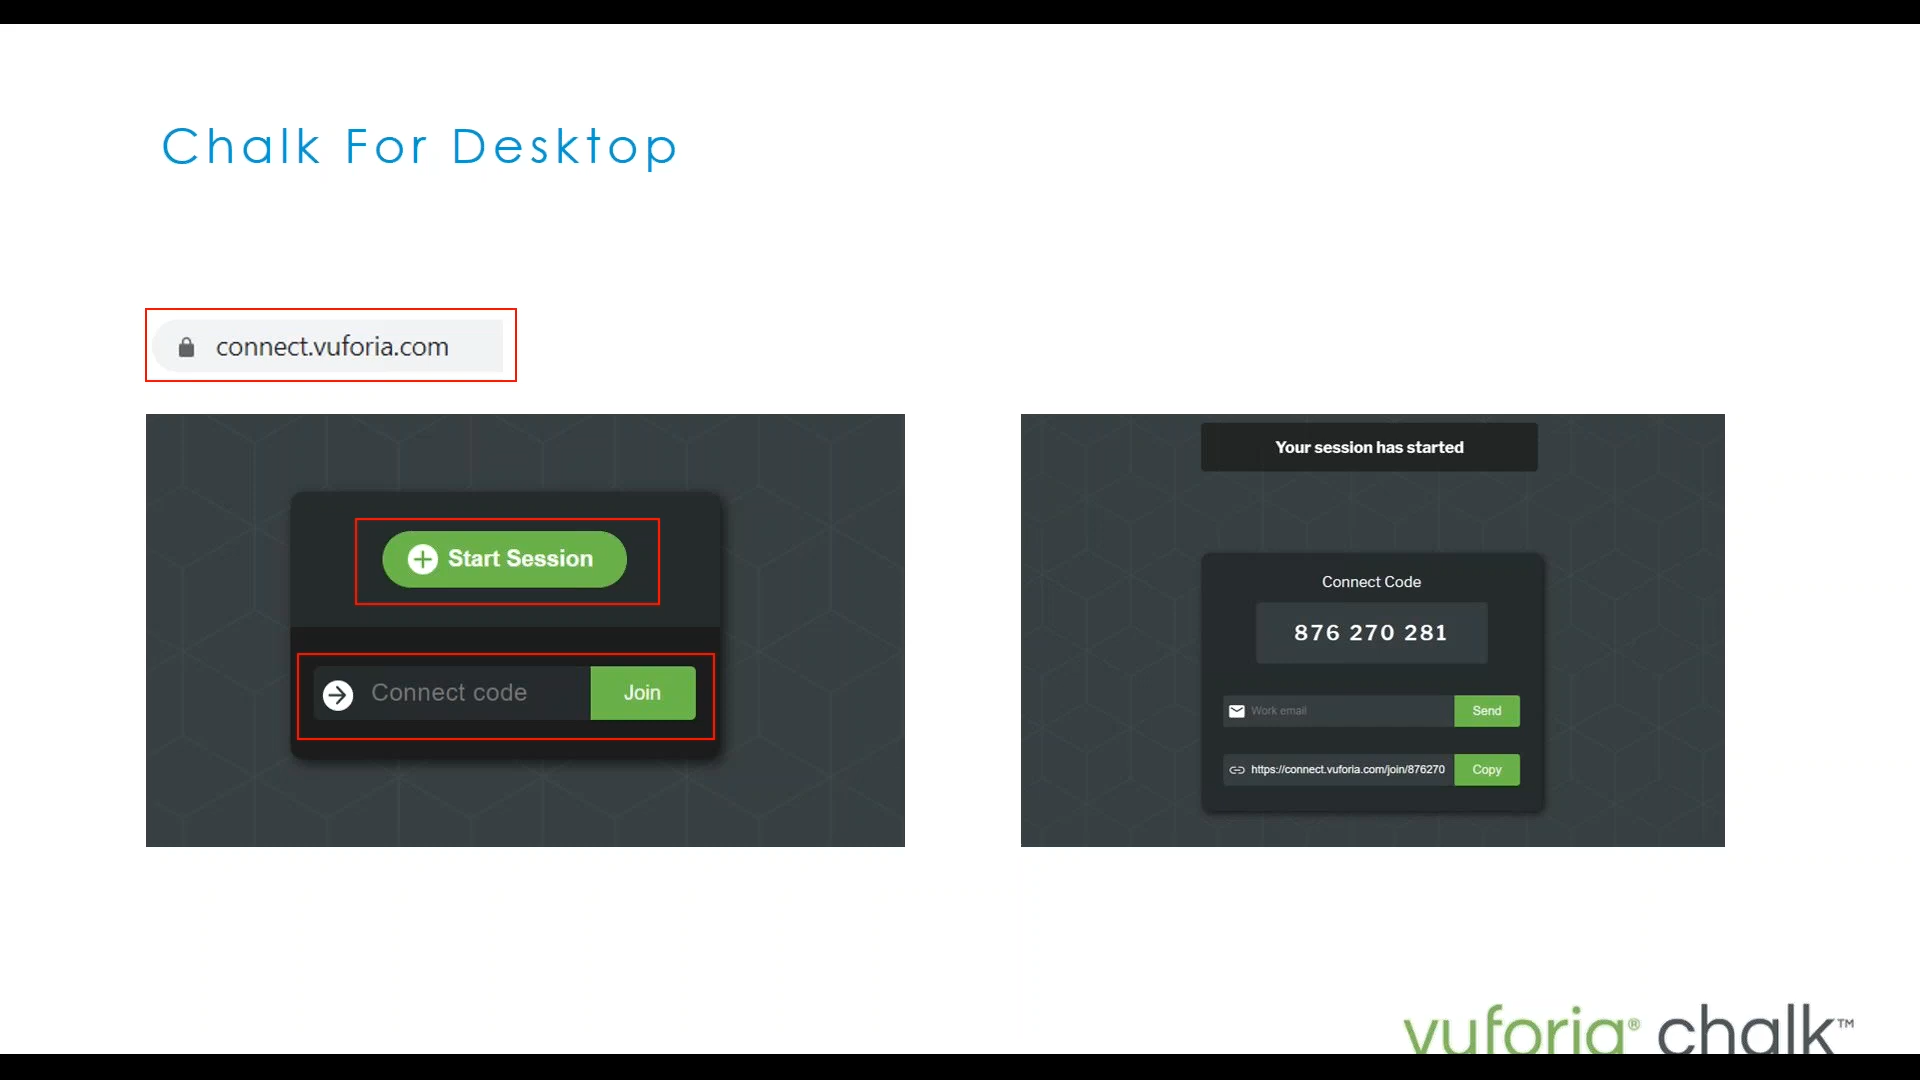 Chalk For Desktop
connect.vuforia.com
Start Session
Connect code
Join
Your session has started
Connect Code
876 270 281
Work email
Send
https://connect.vuforia.com/join/876270
Copy
vuforia® chalk™